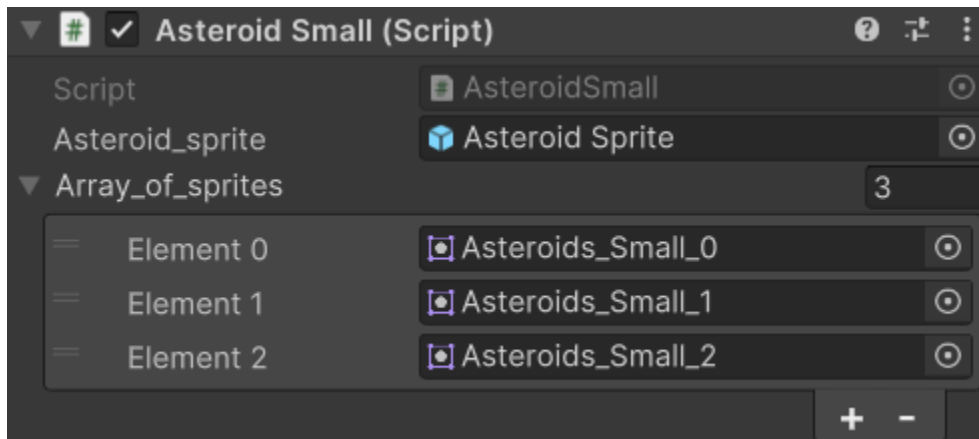 Asteroid Small (Script)
Script AsteroidSmall
Asteroid_sprite Asteroid Sprite
Array_of_sprites 3
Element 0 Asteroids_Small_0
Element 1 Asteroids_Small_1
Element 2 Asteroids_Small_2
+ -